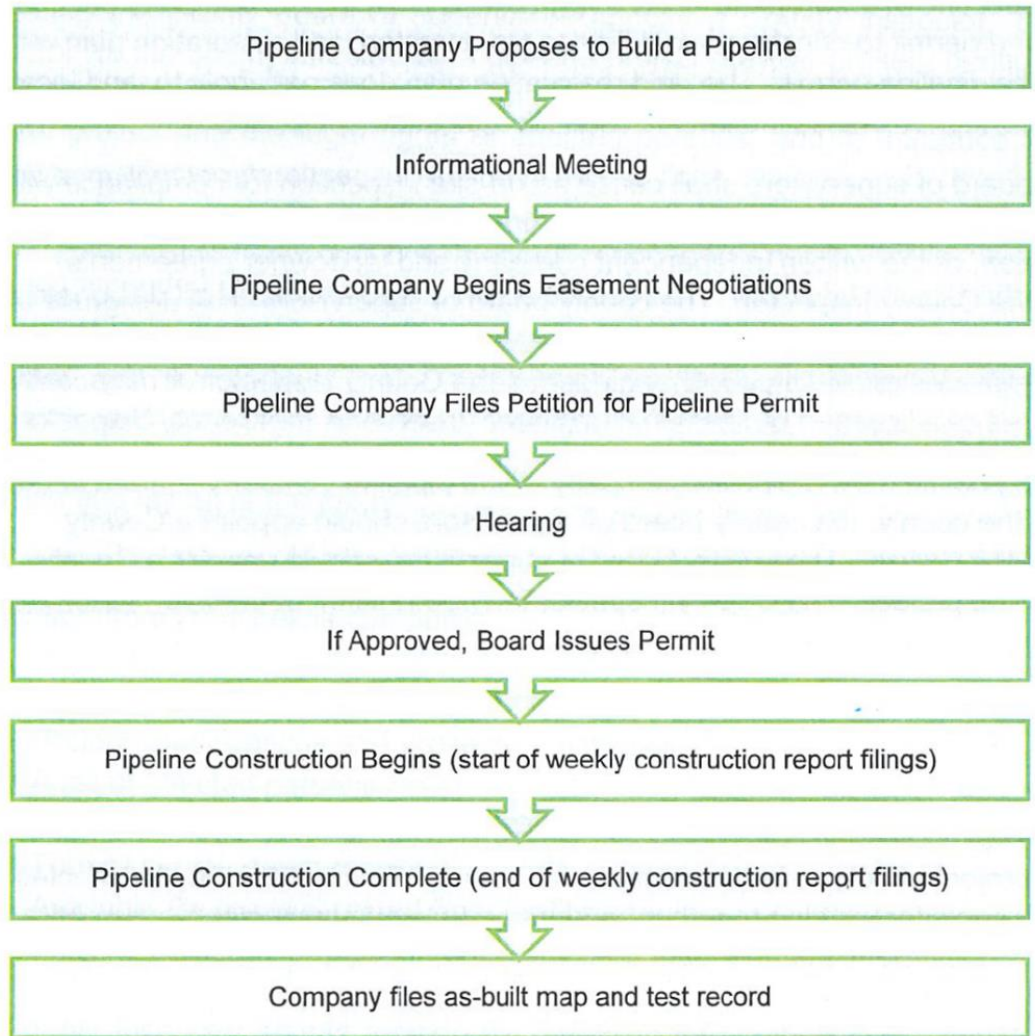 Pipeline Company Proposes to Build a Pipeline
Informational Meeting
Pipeline Company Begins Easement Negotiations
Pipeline Company Files Petition for Pipeline Permit
Hearing
If Approved, Board Issues Permit
Pipeline Construction Begins (start of weekly construction report filings)
Pipeline Construction Complete (end of weekly construction report filings)
Company files as-built map and test record